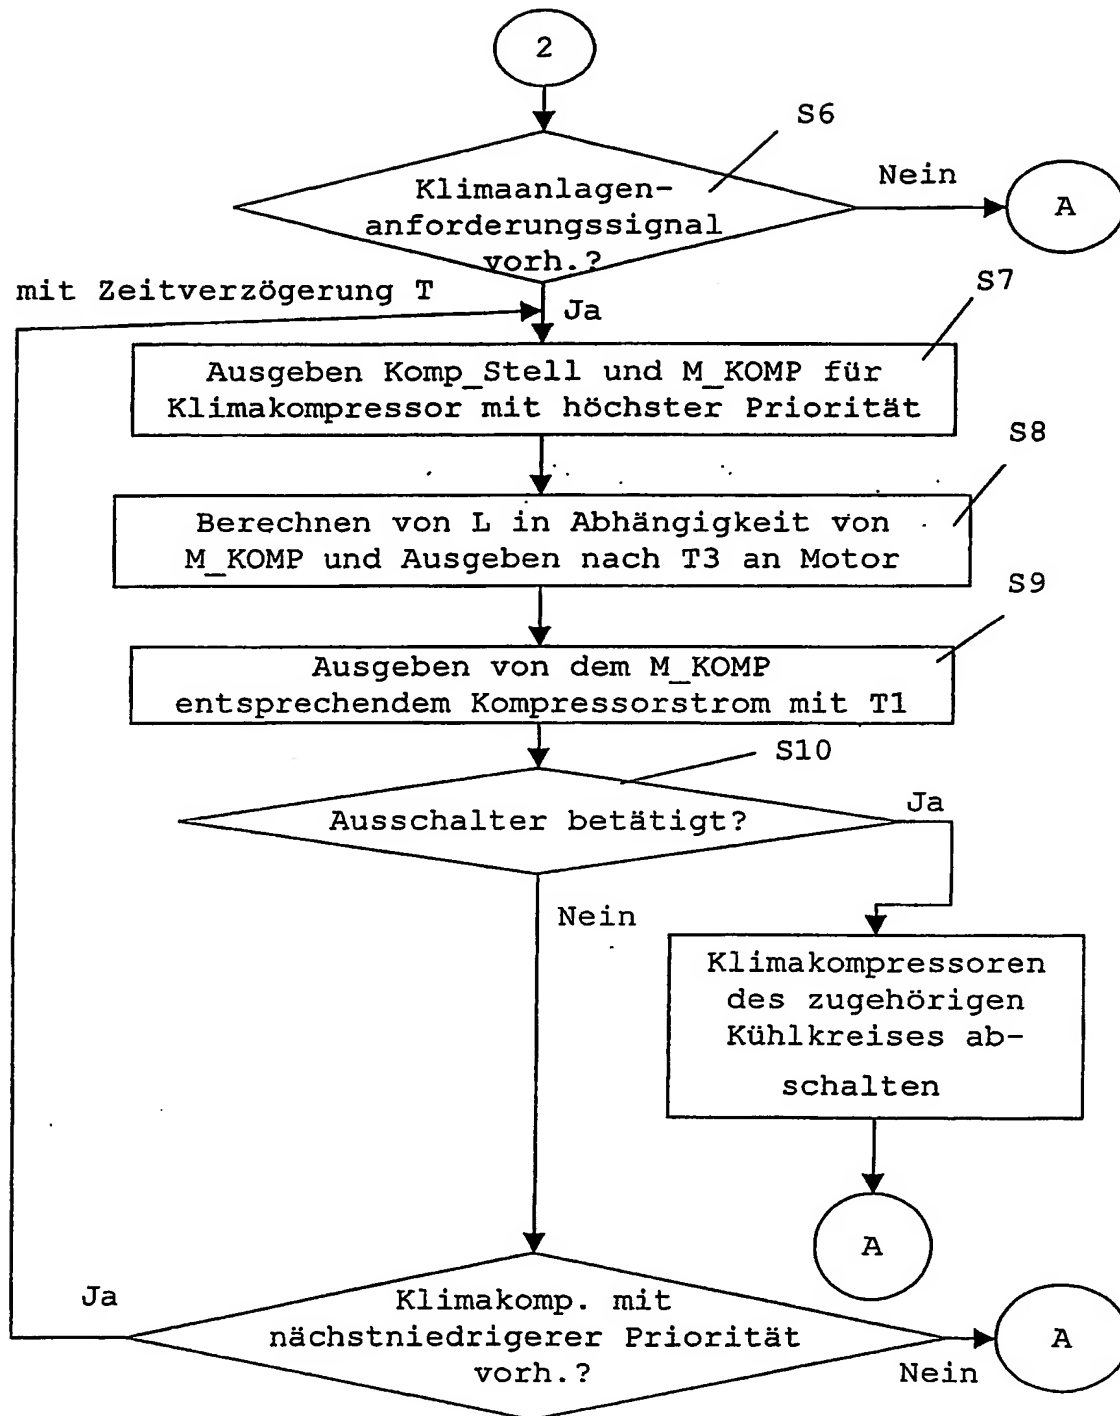 2
S6
Klimaanlagen-
anforderungssignal
vorh.?
Nein
A
mit Zeitverzögerung T
Ja
S7
Ausgeben Komp_Stell und M_KOMP für
Klimakompressor mit höchster Priorität
S8
Berechnen von L in Abhängigkeit von
M_KOMP und Ausgeben nach T3 an Motor
S9
Ausgeben von dem M_KOMP
entsprechendem Kompressorstrom mit T1
S10
Ausschalter betätigt?
Ja
Nein
Klimakompressoren
des zugehörigen
Kühlkreises ab-
schalten
A
Ja
Klimakomp. mit
nächstniedrigerer Priorität
vorh.?
Nein
A